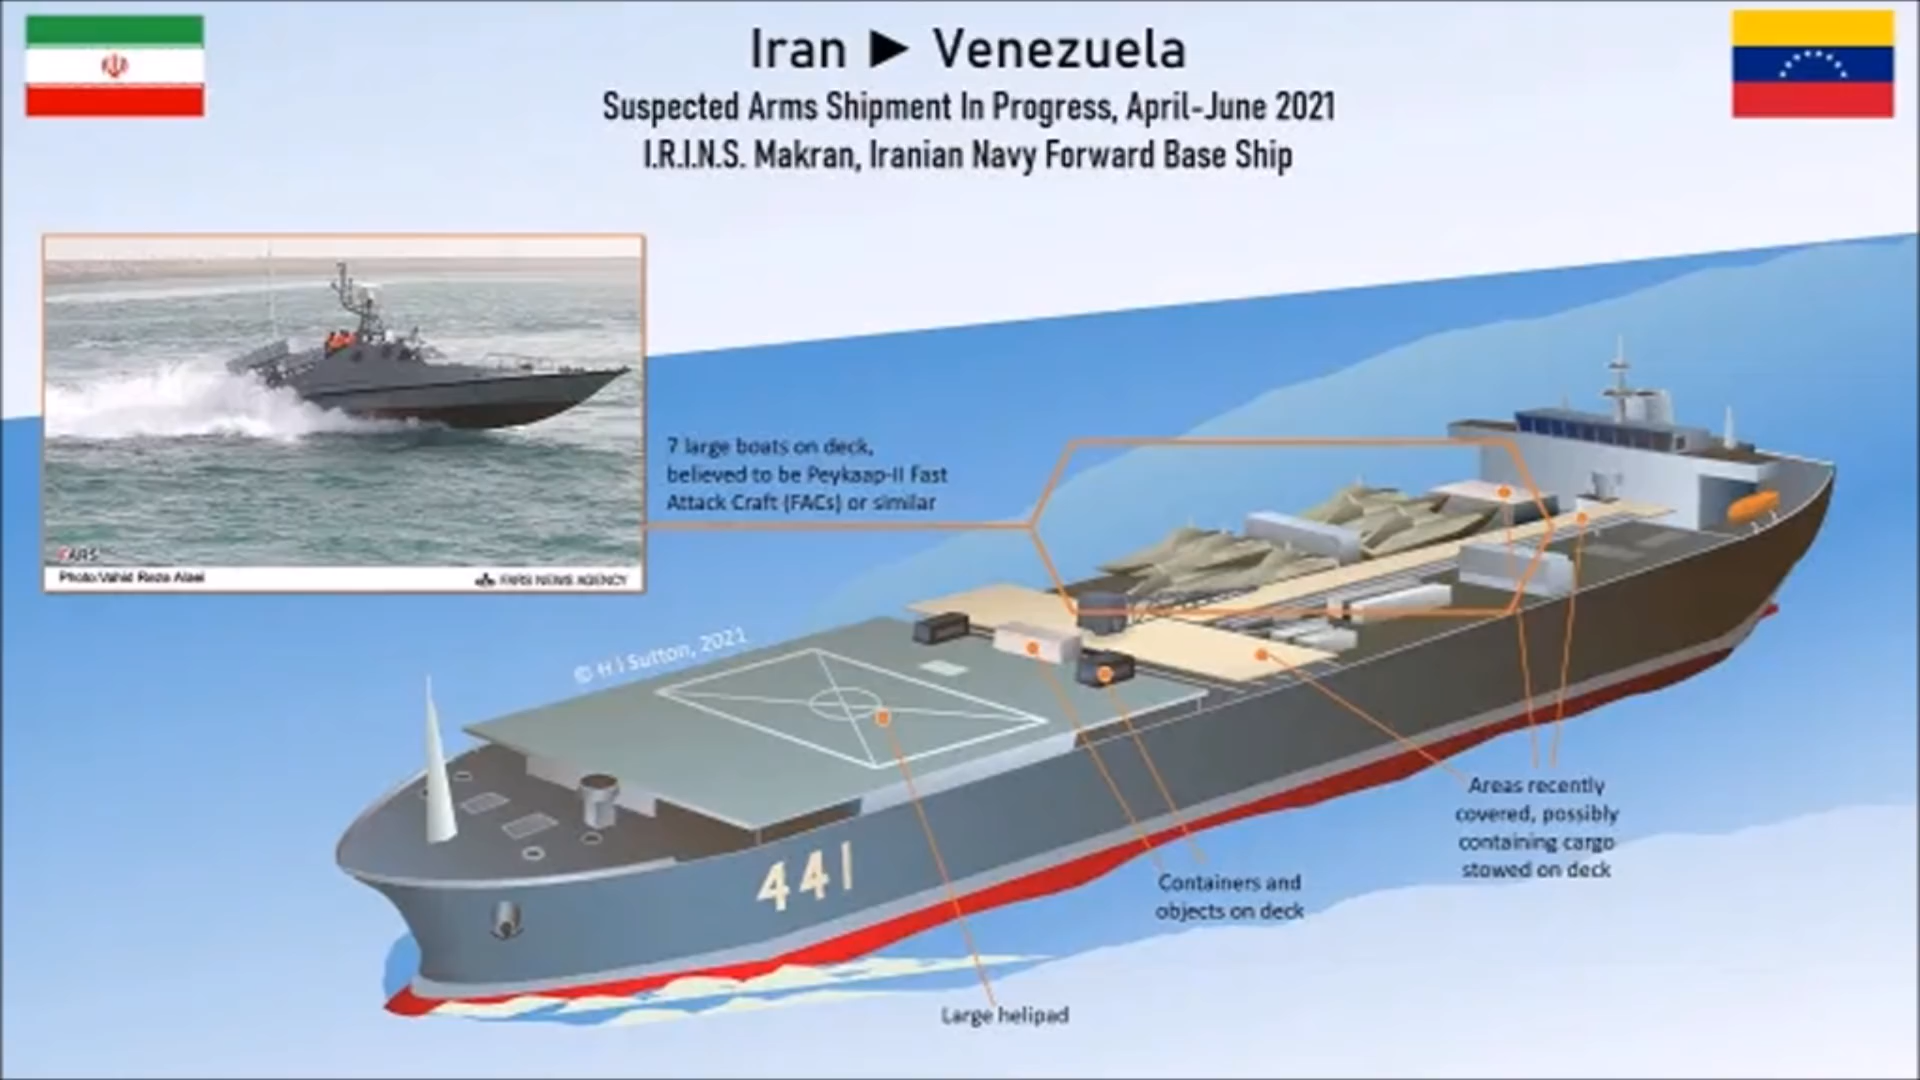 Iran ► Venezuela
Suspected Arms Shipment In Progress, April-June 2021
I.R.I.N.S. Makran, Iranian Navy Forward Base Ship
7 large boats on deck,
believed to be Peykaap-II Fast
Attack Craft (FACs) or similar
FARS
Photo:Vahid Reza Alaei
FARS NEWS AGENCY
© H I Sutton, 2021
441
Areas recently
covered, possibly
containing cargo
stowed on deck
Containers and
objects on deck
Large helipad